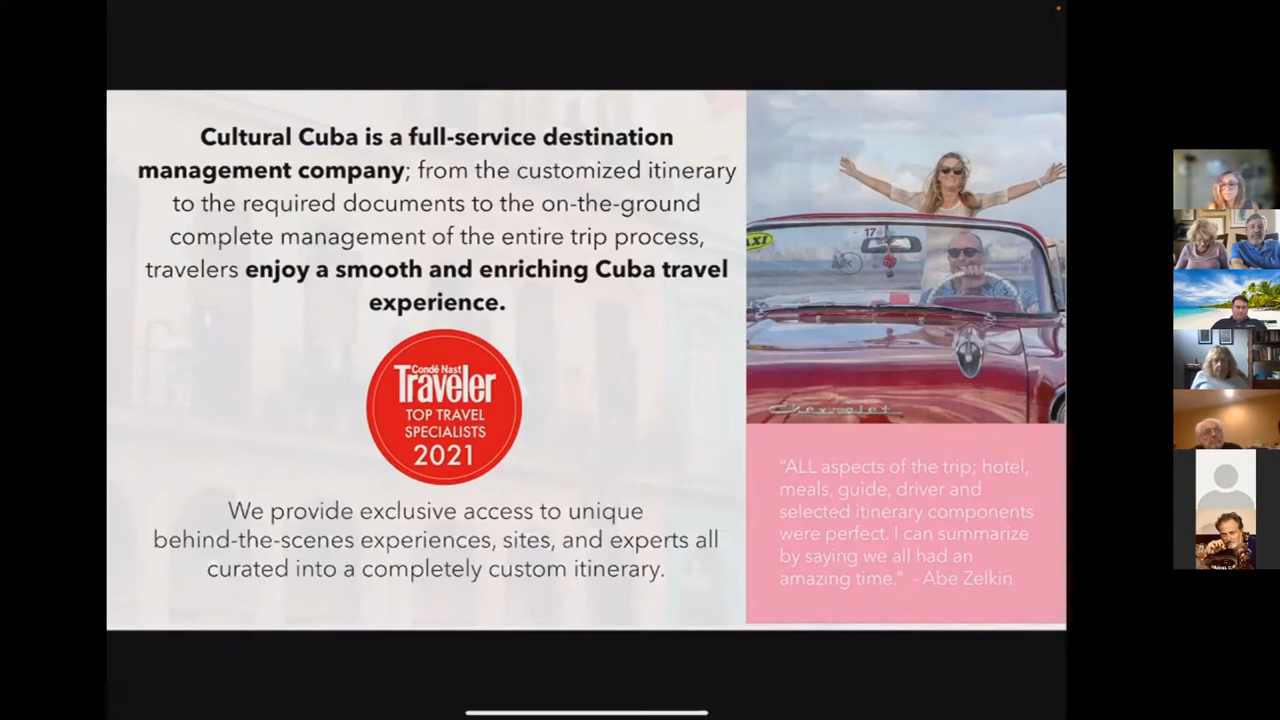 Cultural Cuba is a full-service destination
management company; from the customized itinerary
to the required documents to the on-the-ground
complete management of the entire trip process,
travelers enjoy a smooth and enriching Cuba travel
experience.
Condé Nast
Traveler
TOP TRAVEL
SPECIALISTS
2021
We provide exclusive access to unique
behind-the-scenes experiences, sites, and experts all
curated into a completely custom itinerary.
17
AXI
Chevrolet
“ALL aspects of the trip; hotel,
meals, guide, driver and
selected itinerary components
were perfect. I can summarize
by saying we all had an
amazing time.” - Abe Zelkin